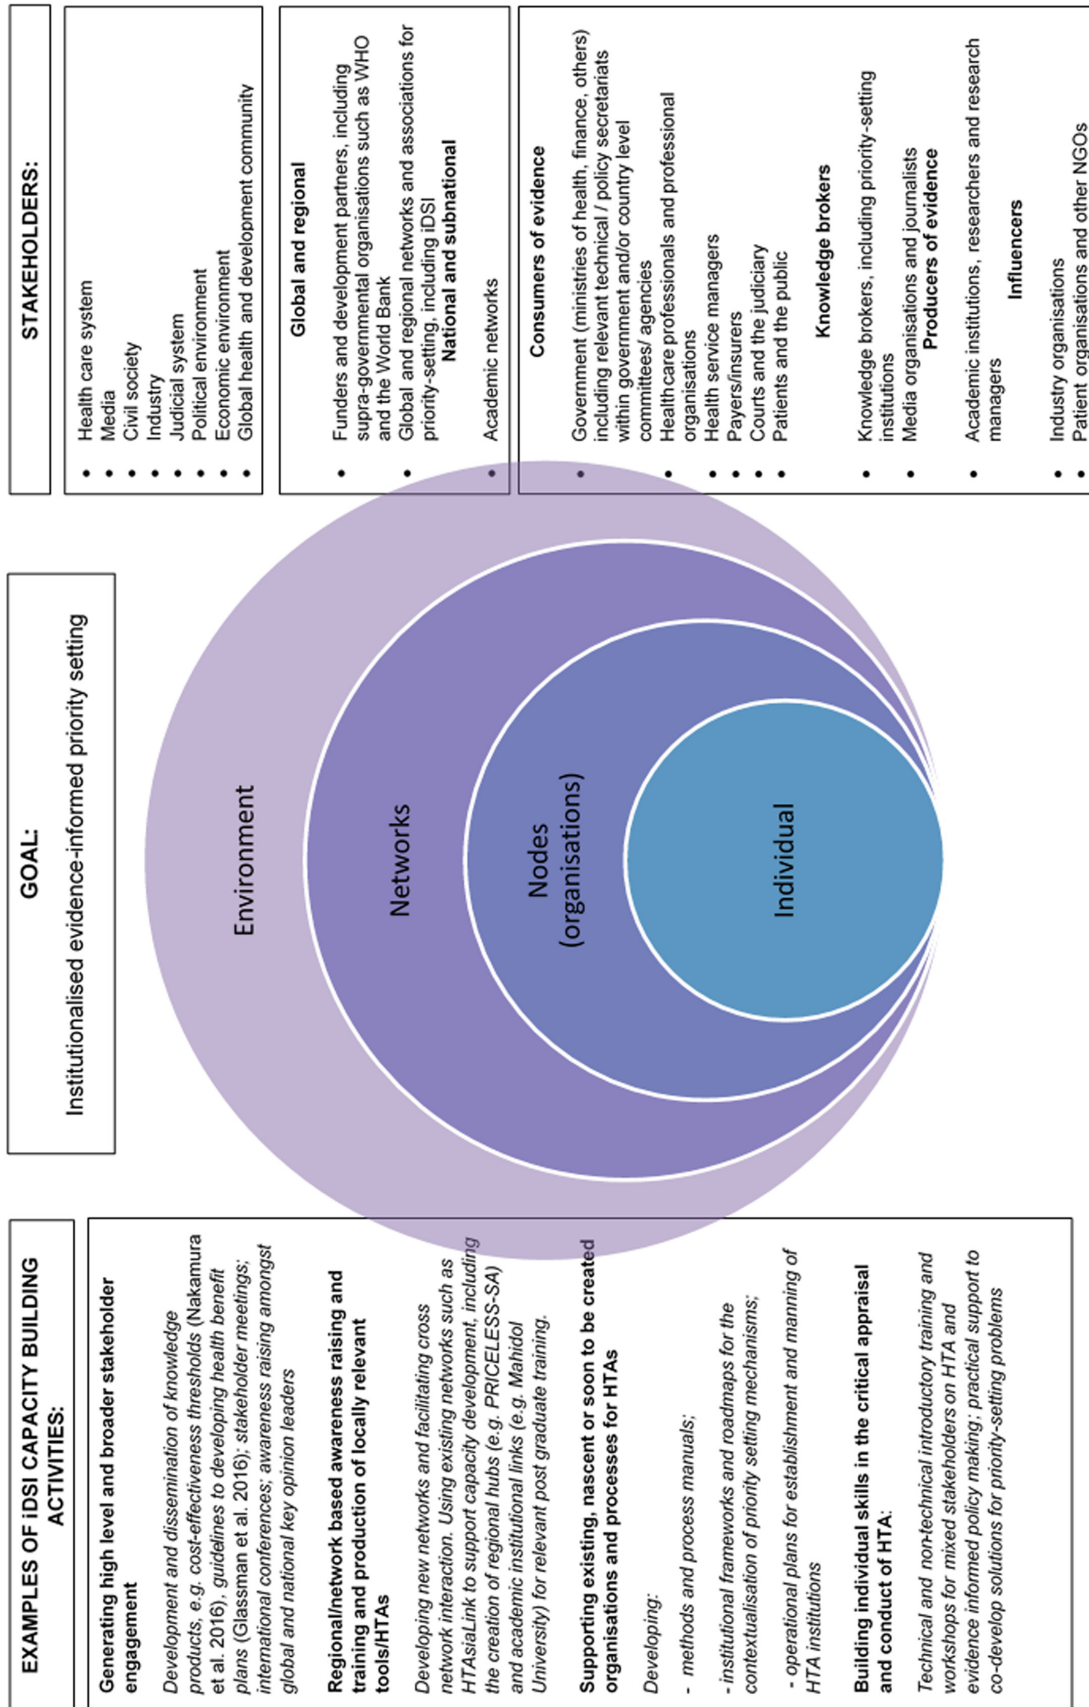 EXAMPLES OF iDSI CAPACITY BUILDING
ACTIVITIES:
Generating high level and broader stakeholder
engagement
Development and dissemination of knowledge
products, e.g. cost-effectiveness thresholds (Nakamura
et al. 2016), guidelines to developing health benefit
plans (Glassman et al. 2016); stakeholder meetings;
international conferences; awareness raising amongst
global and national key opinion leaders
Regional/network based awareness raising and
training and production of locally relevant
tools/HTAs
Developing new networks and facilitating cross
network interaction. Using existing networks such as
HTAsiaLink to support capacity development, including
the creation of regional hubs (e.g. PRICELESS-SA)
and academic institutional links (e.g. Mahidol
University) for relevant post graduate training.
Supporting existing, nascent or soon to be created
organisations and processes for HTAs
Developing:
- methods and process manuals;
- institutional frameworks and roadmaps for the
contextualisation of priority setting mechanisms;
- operational plans for establishment and manning of
HTA institutions
Building individual skills in the critical appraisal
and conduct of HTA:
Technical and non-technical introductory training and
workshops for mixed stakeholders on HTA and
evidence informed policy making; practical support to
co-develop solutions for priority-setting problems
GOAL:
Institutionalised evidence-informed priority setting
Environment
Networks
Nodes
(organisations)
Individual
STAKEHOLDERS:
• Health care system
• Media
• Civil society
• Industry
• Judicial system
• Political environment
• Economic environment
• Global health and development community
Global and regional
• Funders and development partners, including
supra-governmental organisations such as WHO
and the World Bank
• Global and regional networks and associations for
priority-setting, including iDSI
National and subnational
• Academic networks
Consumers of evidence
• Government (ministries of health, finance, others)
including relevant technical / policy secretariats
within government and/or country level
committees/ agencies
• Healthcare professionals and professional
organisations
• Health service managers
• Payers/insurers
• Courts and the judiciary
• Patients and the public
Knowledge brokers
• Knowledge brokers, including priority-setting
institutions
• Media organisations and journalists
Producers of evidence
• Academic institutions, researchers and research
managers
Influencers
• Industry organisations
• Patient organisations and other NGOs